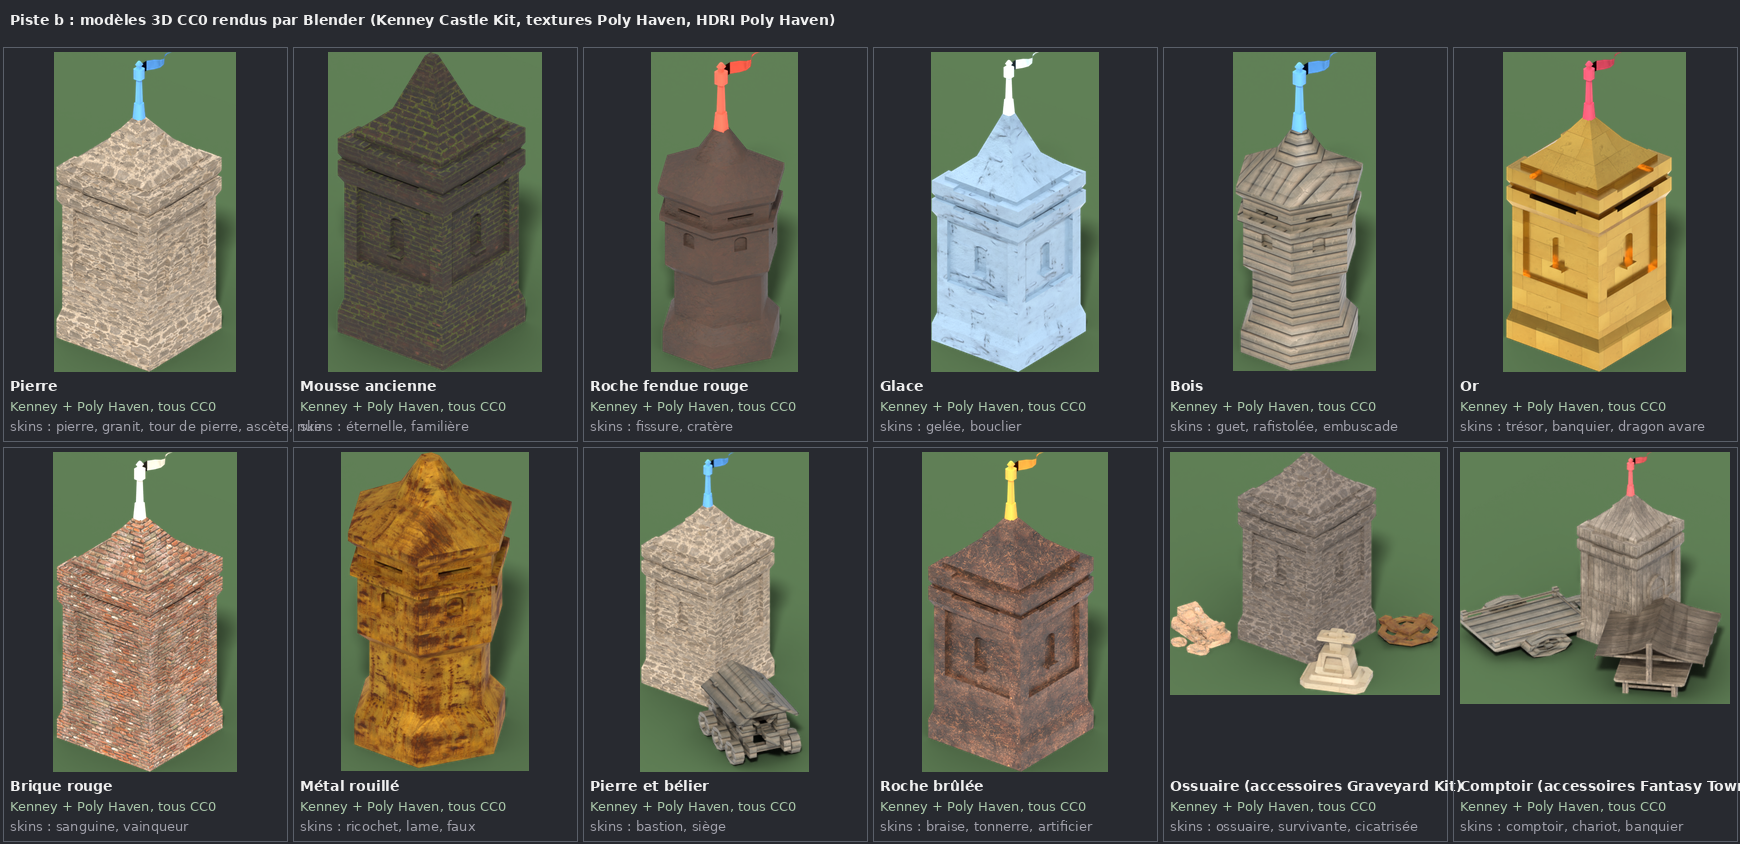 Piste b : modèles 3D CC0 rendus par Blender (Kenney Castle Kit, textures Poly Haven, HDRI Poly Haven)
Pierre
Kenney + Poly Haven, tous CC0
skins : pierre, granit, tour de pierre, ascète,
Mousse ancienne
Kenney + Poly Haven, tous CC0
skins : éternelle, familière
Roche fendue rouge
Kenney + Poly Haven, tous CC0
skins : fissure, cratère
Glace
Kenney + Poly Haven, tous CC0
skins : gelée, bouclier
Bois
Kenney + Poly Haven, tous CC0
skins : guet, rafistolée, embuscade
Or
Kenney + Poly Haven, tous CC0
skins : trésor, banquier, dragon avare
Brique rouge
Kenney + Poly Haven, tous CC0
skins : sanguine, vainqueur
Métal rouillé
Kenney + Poly Haven, tous CC0
skins : ricochet, lame, faux
Pierre et bélier
Kenney + Poly Haven, tous CC0
skins : bastion, siège
Roche brûlée
Kenney + Poly Haven, tous CC0
skins : braise, tonnerre, artificier
Ossuaire (accessoires Graveyard Kit)
Kenney + Poly Haven, tous CC0
skins : ossuaire, survivante, cicatrisée
Comptoir (accessoires Fantasy Tow
Kenney + Poly Haven, tous CC0
skins : comptoir, chariot, banquier